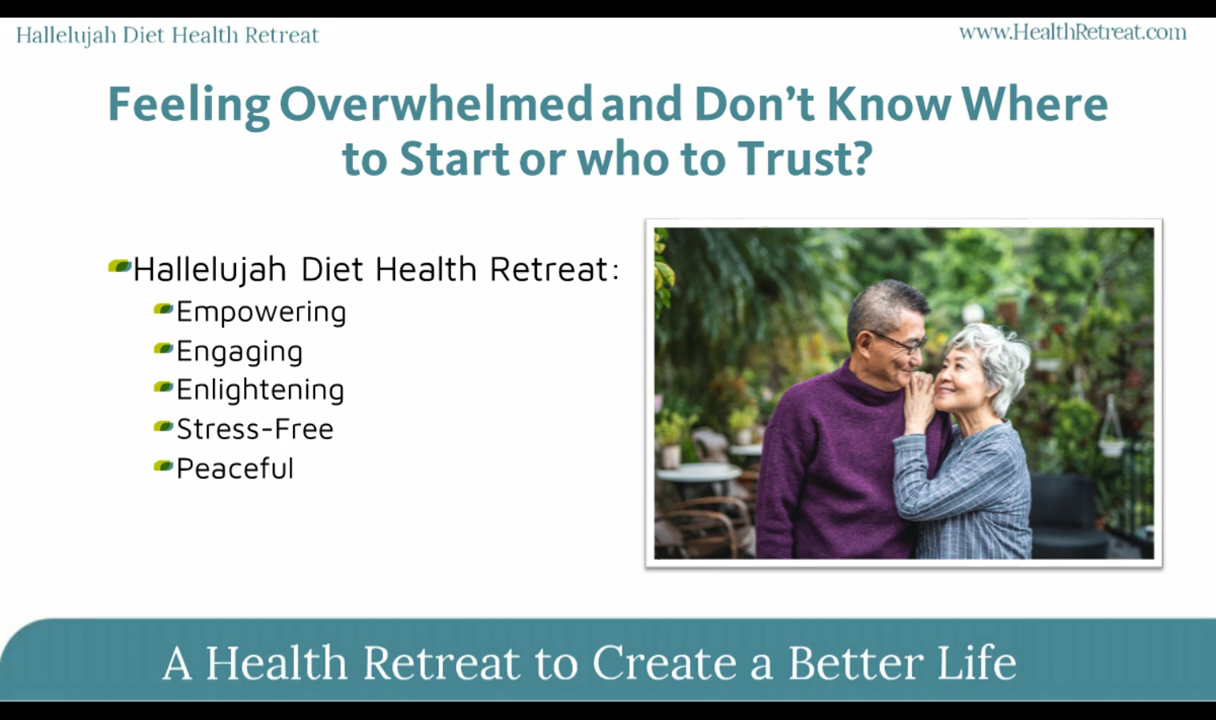 Hallelujah Diet Health Retreat
www.HealthRetreat.com
Feeling Overwhelmed and Don't Know Where
to Start or who to Trust?
Hallelujah Diet Health Retreat:
Empowering
Engaging
Enlightening
Stress-Free
Peaceful
A Health Retreat to Create a Better Life